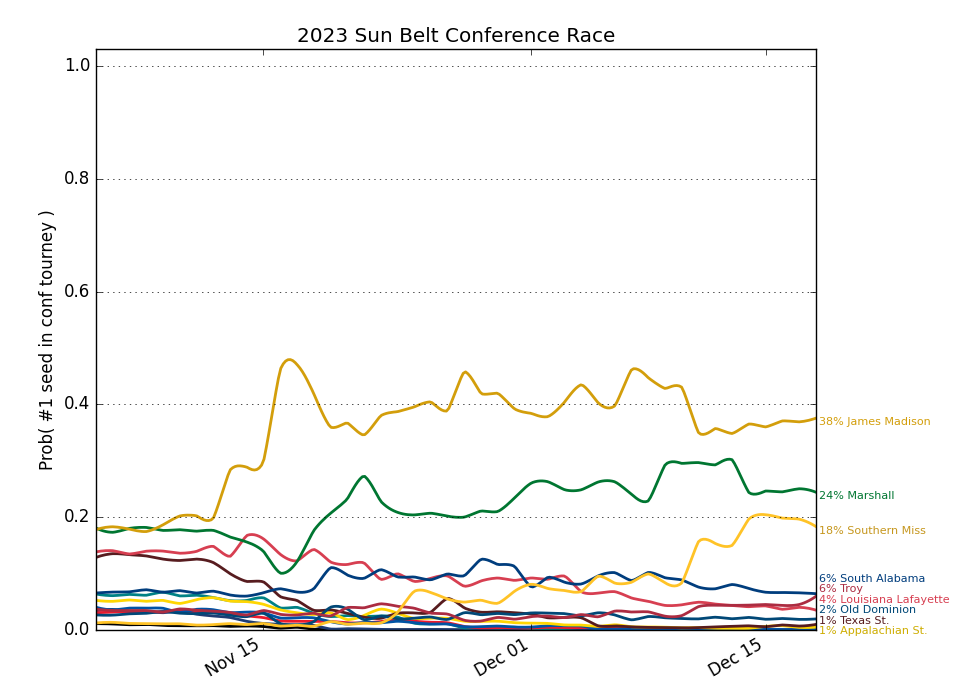 2023 Sun Belt Conference Race
Prob( #1 seed in conf tourney )
1.0
0.8
0.6
0.4
0.2
0.0
Nov 15
Dec 01
Dec 15
38% James Madison
24% Marshall
18% Southern Miss
6% South Alabama
6% Troy
4% Louisiana Lafayette
2% Old Dominion
1% Texas St.
1% Appalachian St.